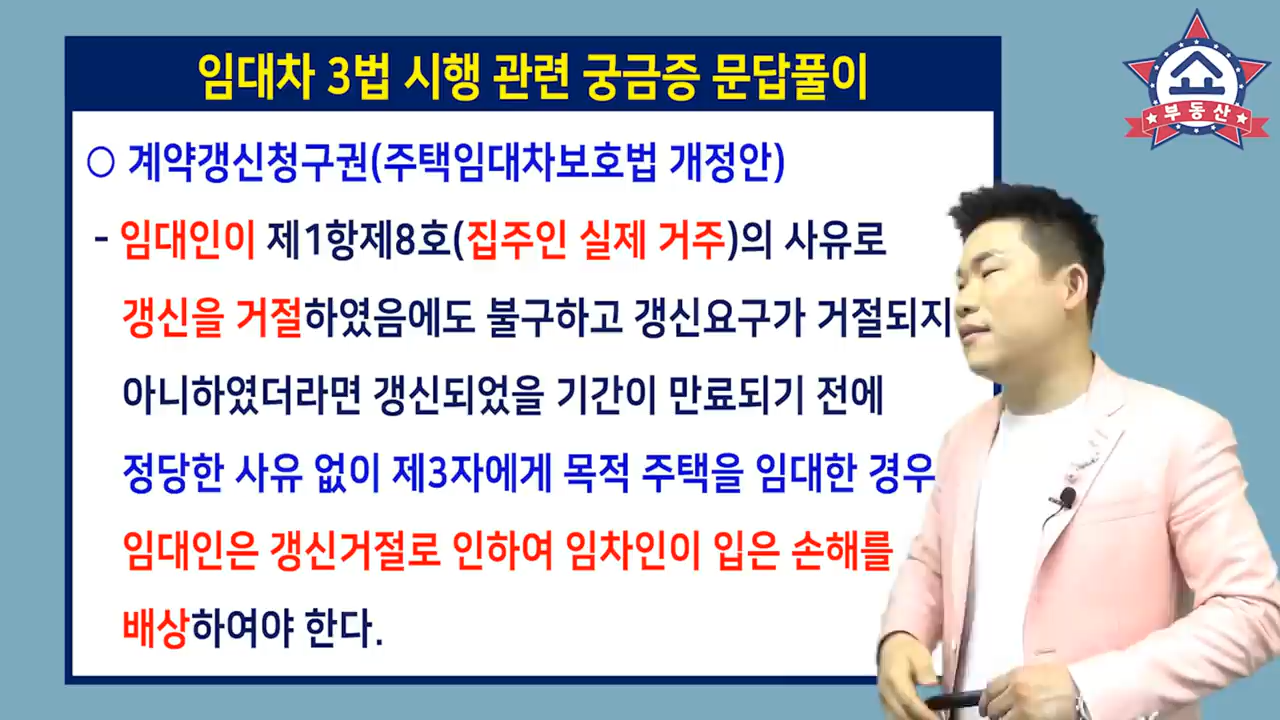 임대차 3법 시행 관련 궁금증 문답풀이
○ 계약갱신청구권(주택임대차보호법 개정안)
- 임대인이 제1항제8호(집주인 실제 거주)의 사유로
갱신을 거절하였음에도 불구하고 갱신요구가 거절되지
아니하였더라면 갱신되었을 기간이 만료되기 전에
정당한 사유 없이 제3자에게 목적 주택을 임대한 경우
임대인은 갱신거절로 인하여 임차인이 입은 손해를
배상하여야 한다.
부동산